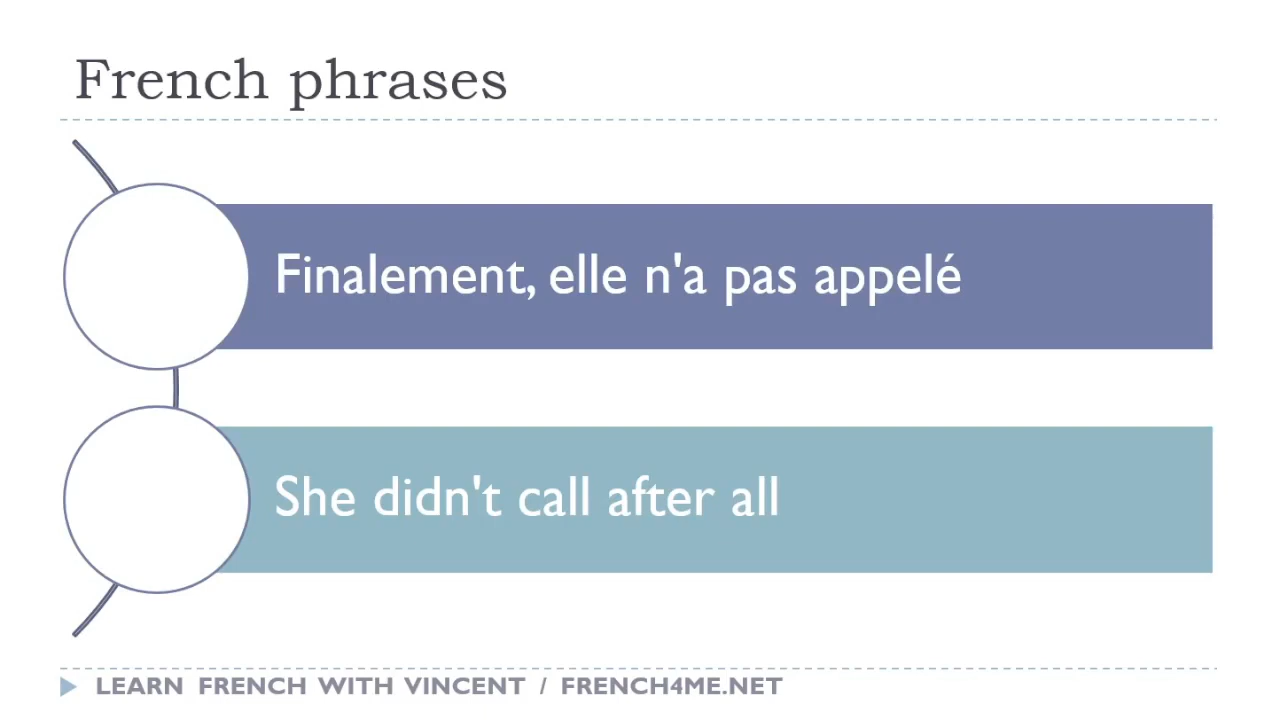 French phrases
Finalement, elle n'a pas appelé
She didn't call after all
LEARN FRENCH WITH VINCENT / FRENCH4ME.NET